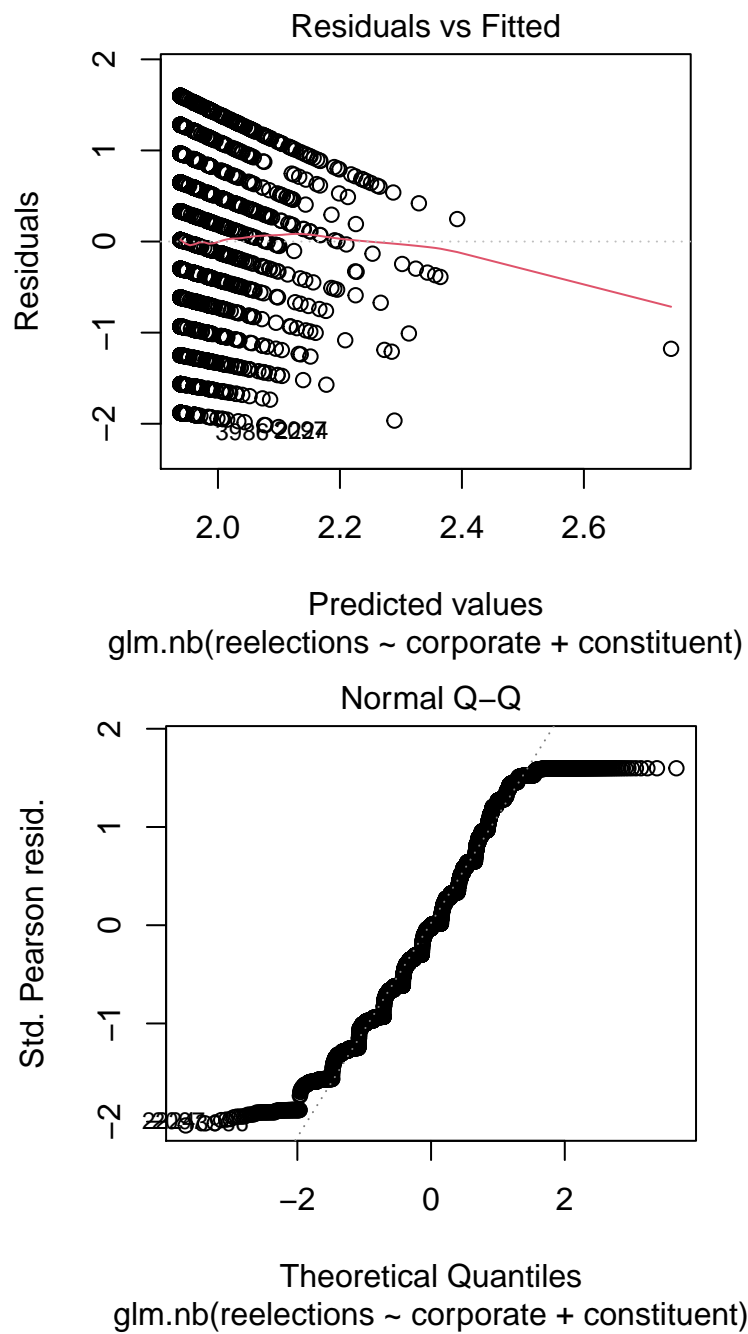 Residuals vs Fitted
2
1
0
−1
−2
Residuals
3986
2.0 2.2 2.4 2.6
Predicted values
glm.nb(reelections ~ corporate + constituent)
Normal Q−Q
2
1
0
−1
−2
Std. Pearson resid.
−2 0 2
Theoretical Quantiles
glm.nb(reelections ~ corporate + constituent)